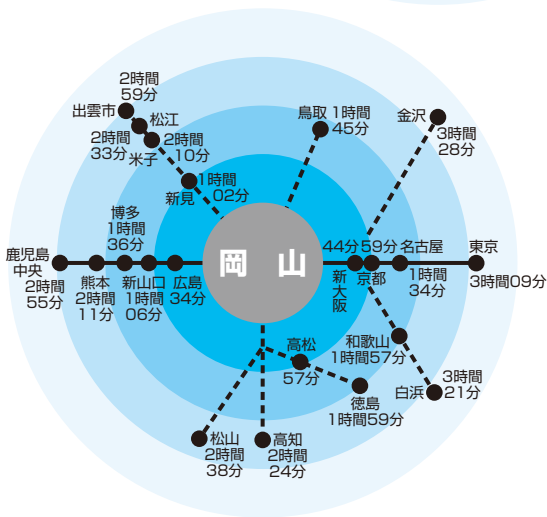 2時間
59分
出雲市
松江
2時間
33分
米子
2時間
10分
新見
1時間
02分
鳥取 1時間
45分
金沢
3時間
28分
鹿児島
中央
2時間
55分
熊本
2時間
11分
博多
1時間
36分
新山口
1時間
06分
広島
34分
岡 山
44分
新大阪
59分
京都
名古屋
1時間
34分
東京
3時間09分
和歌山
1時間57分
白浜
3時間
21分
高松
57分
徳島
1時間59分
松山
2時間
38分
高知
2時間
24分